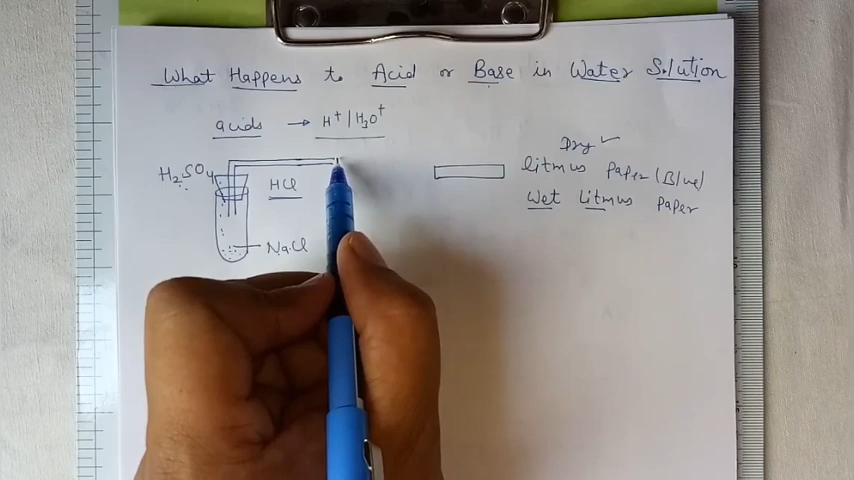 What Happens to Acid or Base in Water Solution
acids → H⁺/H₃O⁺
H₂SO₄
HCl
NaCl
Dry ✓
litmus paper (Blue)
Wet Litmus paper